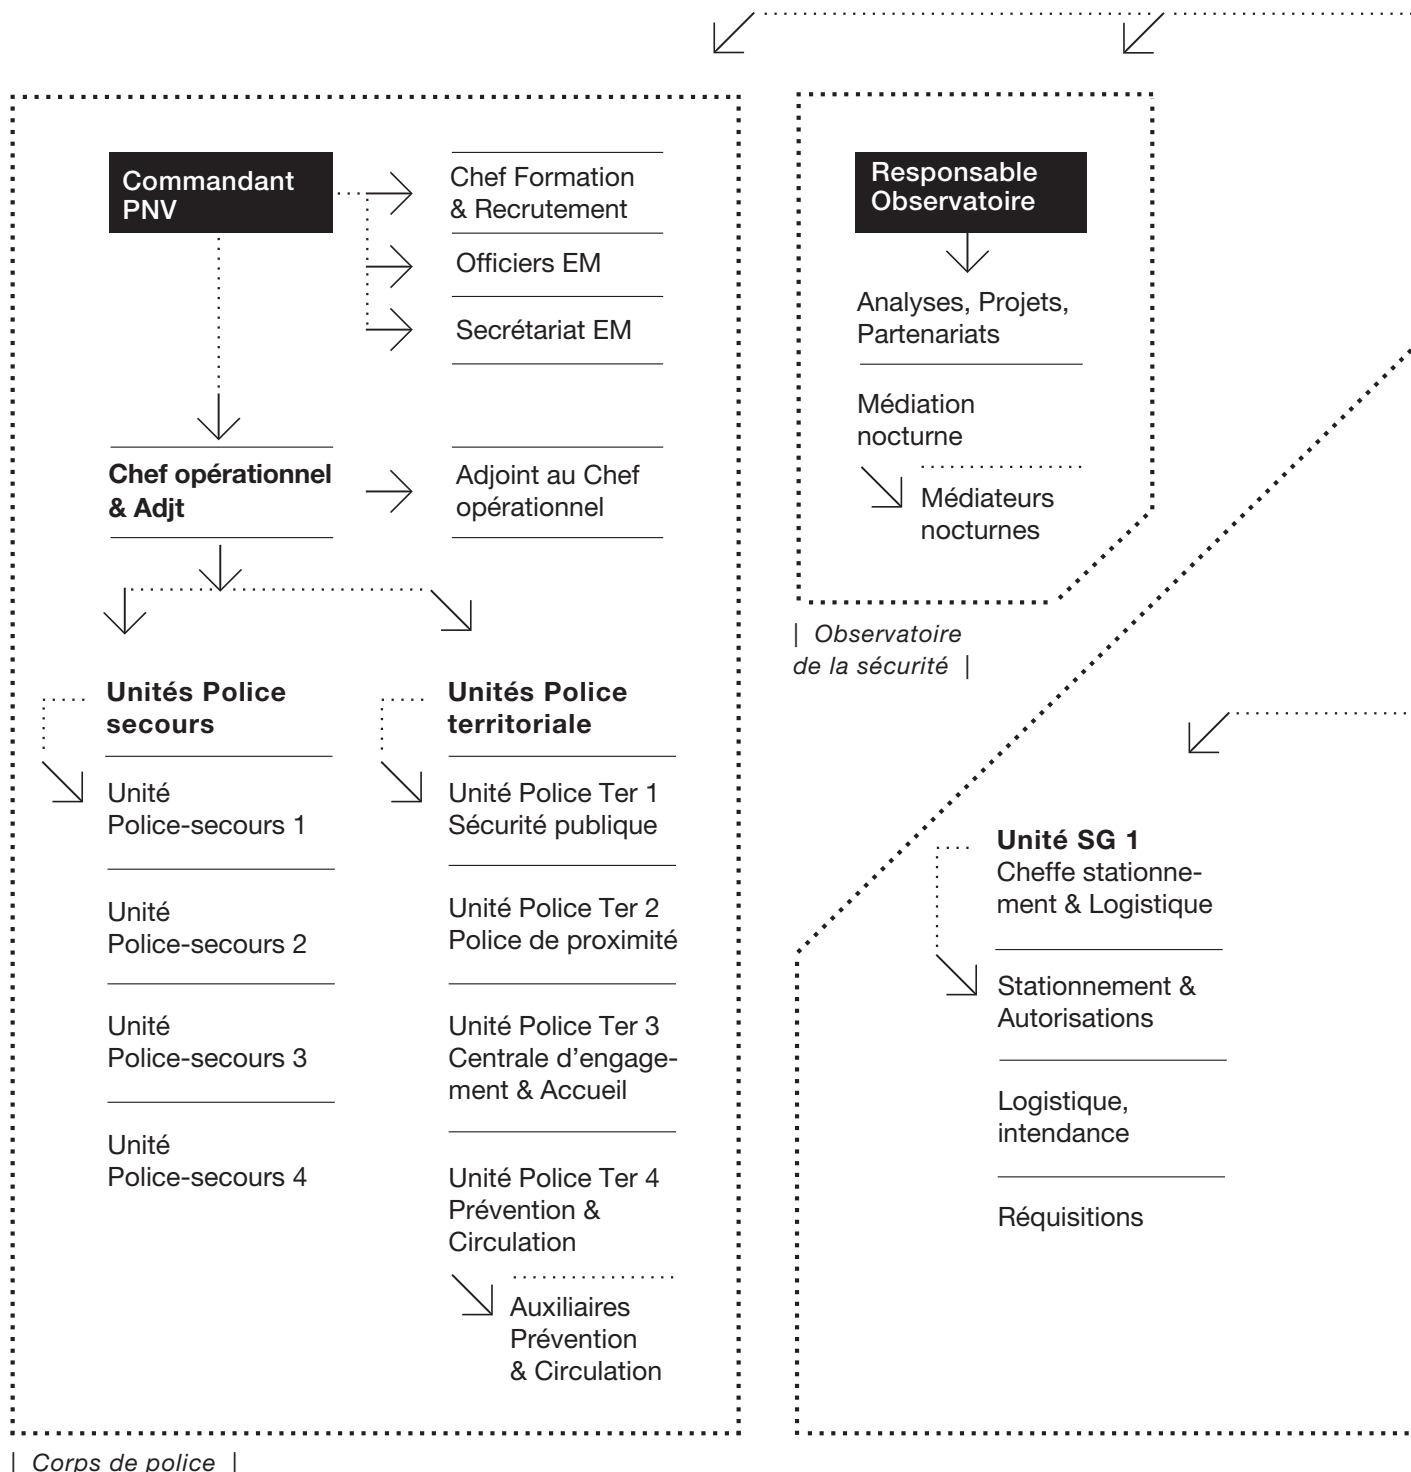 Commandant
PNV
Chef Formation
& Recrutement
Officiers EM
Secrétariat EM
Chef opérationnel
& Adjt
Adjoint au Chef
opérationnel
Unités Police
secours
Unité
Police-secours 1
Unité
Police-secours 2
Unité
Police-secours 3
Unité
Police-secours 4
Unités Police
territoriale
Unité Police Ter 1
Sécurité publique
Unité Police Ter 2
Police de proximité
Unité Police Ter 3
Centrale d’engage-
ment & Accueil
Unité Police Ter 4
Prévention &
Circulation
Auxiliaires
Prévention
& Circulation
| Corps de police |
Responsable
Observatoire
Analyses, Projets,
Partenariats
Médiation
nocturne
Médiateurs
nocturnes
| Observatoire
de la sécurité |
Unité SG 1
Cheffe stationne-
ment & Logistique
Stationnement &
Autorisations
Logistique,
intendance
Réquisitions